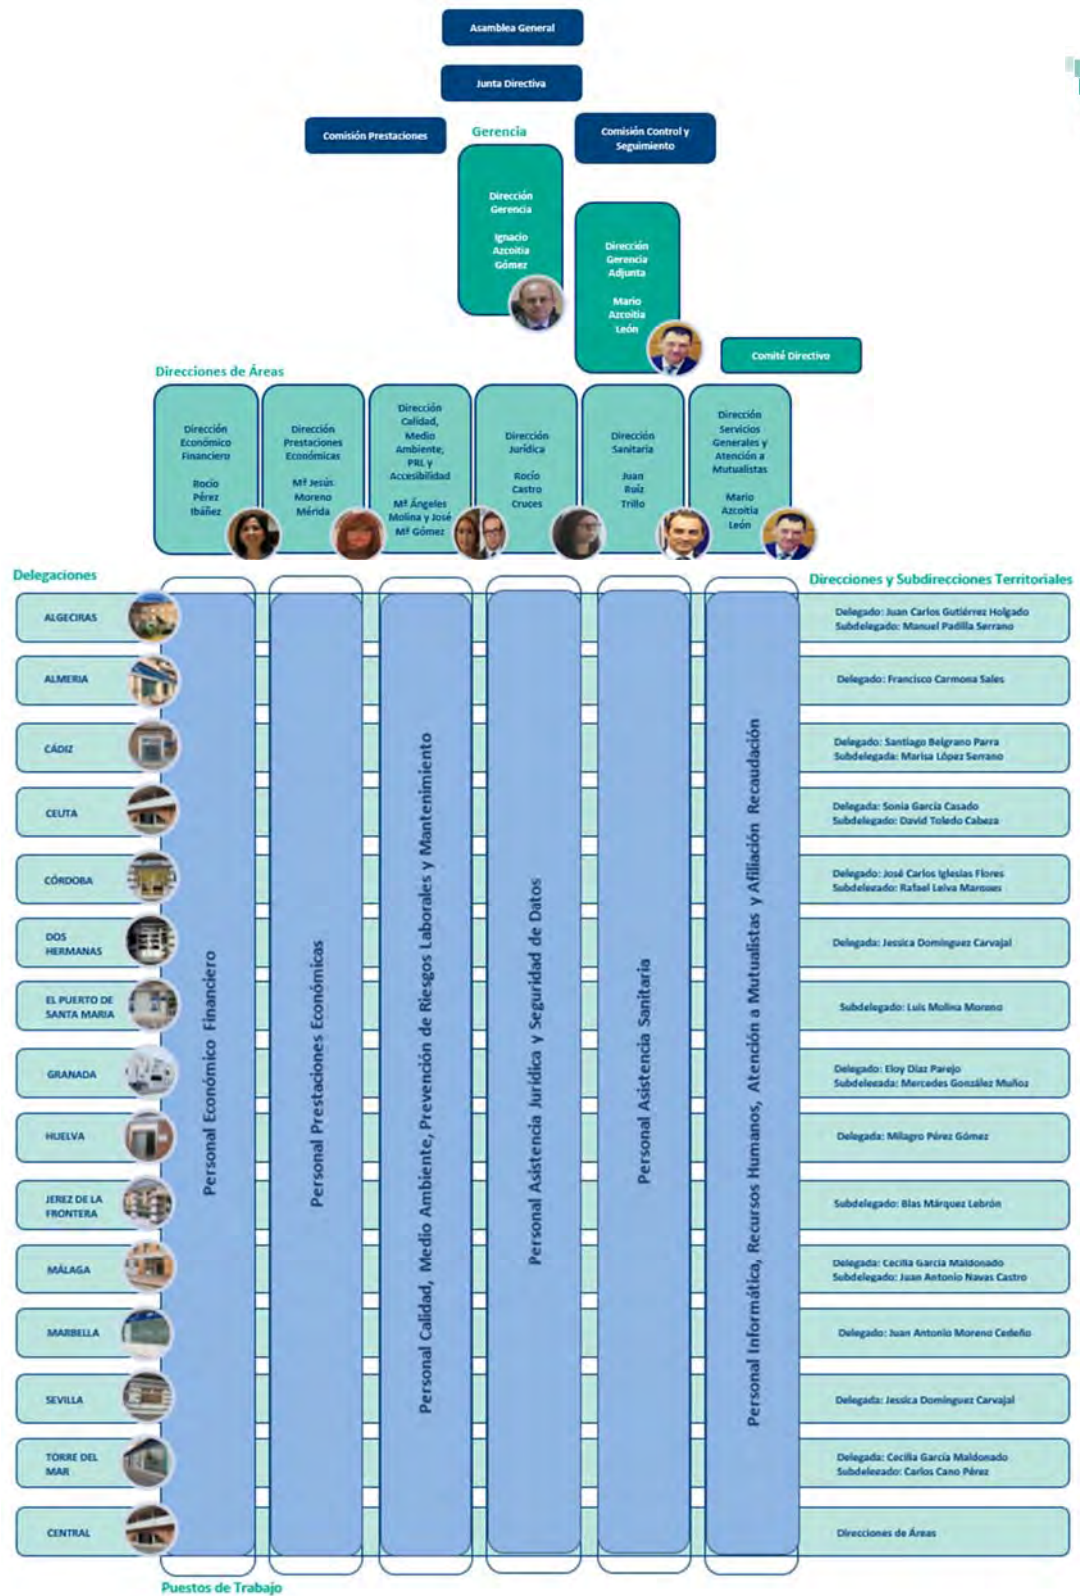 Asamblea General
Junta Directiva
Comisión Prestaciones
Gerencia
Comisión Control y
Seguimiento
Dirección
Gerencia
Ignacio
Azcoitia
Gómez
Dirección
Gerencia
Adjunta
Mario
Azcoitia
León
Comité Directivo
Direcciones de Áreas
Dirección
Económico
Financiero
Rocío
Pérez
Ibáñez
Dirección
Prestaciones
Económicas
Mª Jesús
Moreno
Mérida
Dirección
Calidad,
Medio
Ambiente,
PRL y
Accesibilidad
Mª Ángeles
Molina y José
Mª Gómez
Dirección
Jurídica
Rocío
Castro
Cruces
Dirección
Sanitaria
Juan
Ruíz
Trillo
Dirección
Servicios
Generales y
Atención a
Mutualistas
Mario
Azcoitia
León
Delegaciones
Direcciones y Subdirecciones Territoriales
ALGECIRAS
Delegado: Juan Carlos Gutiérrez Holgado
Subdelegado: Manuel Padilla Serrano
ALMERIA
Delegado: Francisco Carmona Sales
CÁDIZ
Delegado: Santiago Belgrano Parra
Subdelegada: Marisa López Serrano
CEUTA
Delegada: Sonia García Casado
Subdelegado: David Toledo Cabeza
CÓRDOBA
Delegado: José Carlos Iglesias Flores
Subdelegado: Rafael Leiva Marques
DOS
HERMANAS
Delegada: Jessica Domínguez Carvajal
EL PUERTO DE
SANTA MARIA
Subdelegado: Luis Molina Moreno
GRANADA
Delegado: Eloy Díaz Parejo
Subdelegada: Mercedes González Muñoz
HUELVA
Delegada: Milagro Pérez Gómez
JEREZ DE LA
FRONTERA
Subdelegado: Blas Márquez Lebrón
MÁLAGA
Delegada: Cecilia García Maldonado
Subdelegado: Juan Antonio Navas Castro
MARBELLA
Delegado: Juan Antonio Moreno Cedeño
SEVILLA
Delegada: Jessica Domínguez Carvajal
TORRE DEL
MAR
Delegada: Cecilia García Maldonado
Subdelegado: Carlos Cano Pérez
CENTRAL
Direcciones de Áreas
Personal Económico Financiero
Personal Prestaciones Económicas
Personal Calidad, Medio Ambiente, Prevención de Riesgos Laborales y Mantenimiento
Personal Asistencia Jurídica y Seguridad de Datos
Personal Asistencia Sanitaria
Personal Informática, Recursos Humanos, Atención a Mutualistas y Afiliación Recaudación
Puestos de Trabajo